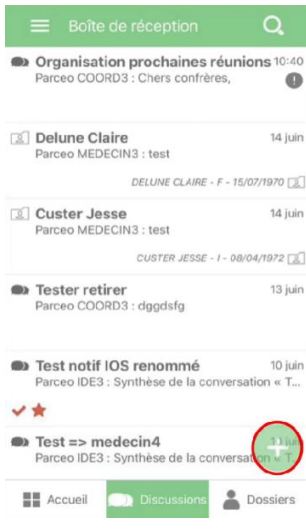 Boîte de réception
Organisation prochaines réunions 10:40
Parceo COORD3 : Chers confrères,
Delune Claire 14 juin
Parceo MEDECIN3 : test
DELUNE CLAIRE - F - 15/07/1970
Custer Jesse 14 juin
Parceo MEDECIN3 : test
CUSTER JESSE - I - 08/04/1972
Tester retirer 13 juin
Parceo COORD3 : dggdsfg
Test notif IOS renommé 10 juin
Parceo IDE3 : Synthèse de la conversation « T...
Test => medecin4 10 juin
Parceo IDE3 : Synthèse de la conversation « T...
Accueil Discussions Dossiers